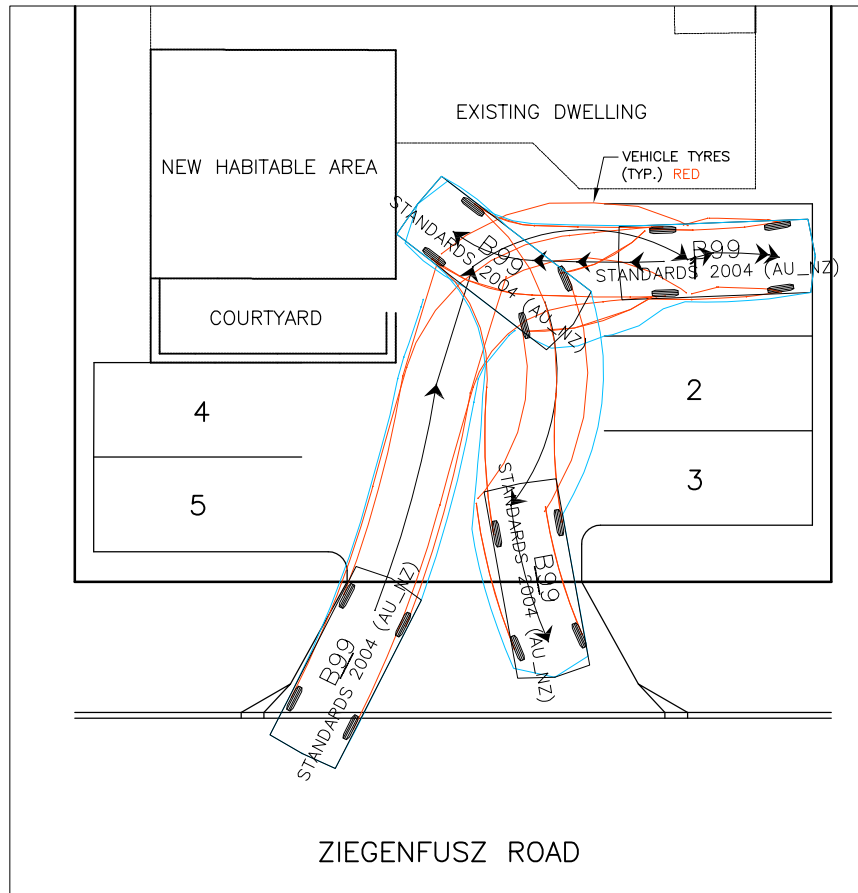 EXISTING DWELLING
NEW HABITABLE AREA
VEHICLE TYRES
(TYP.) RED
B99
STANDARDS 2004 (AU_NZ)
B99
STANDARDS 2004 (AU_NZ)
COURTYARD
4
2
5
3
B99
STANDARDS 2004 (AU_NZ)
B99
STANDARDS 2004 (AU_NZ)
ZIEGENFUSZ ROAD